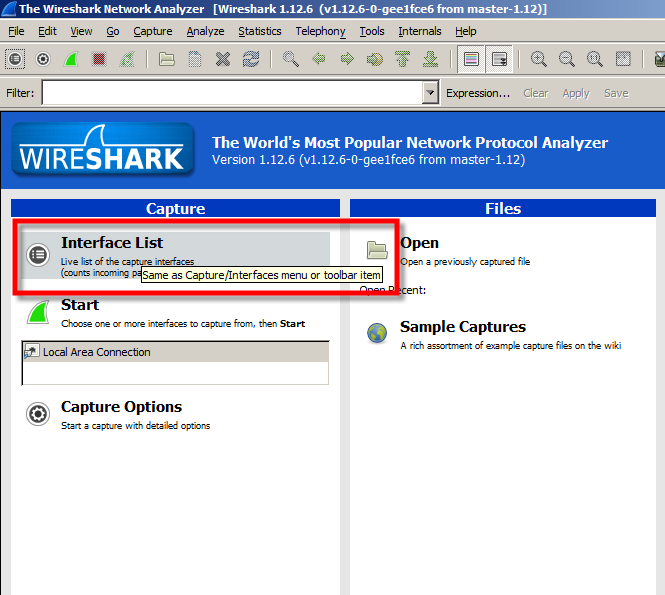 The Wireshark Network Analyzer [Wireshark 1.12.6 (v1.12.6-0-gee1fce6 from master-1.12)]
File Edit View Go Capture Analyze Statistics Telephony Tools Internals Help
Filter: Expression... Clear Apply Save
WIRESHARK
The World's Most Popular Network Protocol Analyzer
Version 1.12.6 (v1.12.6-0-gee1fce6 from master-1.12)
Capture
Interface List
Live list of the capture interfaces
(counts incoming pa
Same as Capture/Interfaces menu or toolbar item
Start
Choose one or more interfaces to capture from, then Start
Local Area Connection
Capture Options
Start a capture with detailed options
Files
Open
Open a previously captured file
Open Recent:
Sample Captures
A rich assortment of example capture files on the wiki